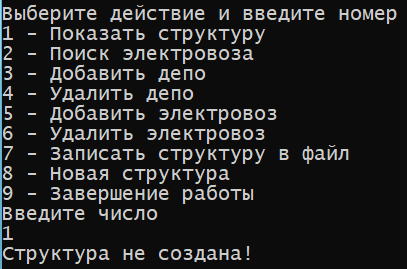 Выберите действие и введите номер
1 - Показать структуру
2 - Поиск электровоза
3 - Добавить депо
4 - Удалить депо
5 - Добавить электровоз
6 - Удалить электровоз
7 - Записать структуру в файл
8 - Новая структура
9 - Завершение работы
Введите число
1
Структура не создана!